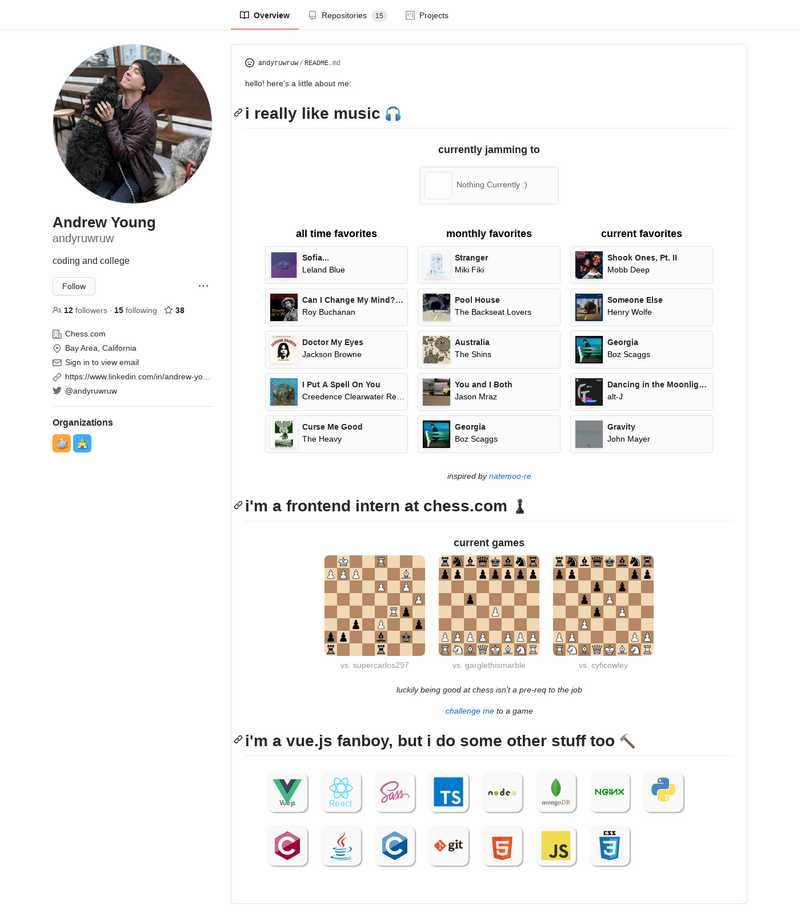 Overview
Repositories 15
Projects
Andrew Young
andyruwruw
coding and college
Follow
12 followers · 15 following · 38
Chess.com
Bay Area, California
Sign in to view email
https://www.linkedin.com/in/andrew-yo...
@andyruwruw
Organizations
andyruwruw / README.md
hello! here's a little about me:
i really like music
currently jamming to
Nothing Currently :)
all time favorites
Sofia...
Leland Blue
Can I Change My Mind?...
Roy Buchanan
Doctor My Eyes
Jackson Browne
I Put A Spell On You
Creedence Clearwater Re...
Curse Me Good
The Heavy
monthly favorites
Stranger
Miki Fiki
Pool House
The Backseat Lovers
Australia
The Shins
You and I Both
Jason Mraz
Georgia
Boz Scaggs
current favorites
Shook Ones, Pt. II
Mobb Deep
Someone Else
Henry Wolfe
Georgia
Boz Scaggs
Dancing in the Moonlig...
alt-J
Gravity
John Mayer
inspired by natemoo-re
i'm a frontend intern at chess.com
current games
vs. supercarlos297
vs. garglethismarble
vs. cyficowley
luckily being good at chess isn't a pre-req to the job
challenge me to a game
i'm a vue.js fanboy, but i do some other stuff too
Vue.js
React
Sass
TS
node
mongoDB
NGINX
C
Java
C
git
5
JS
CSS
3